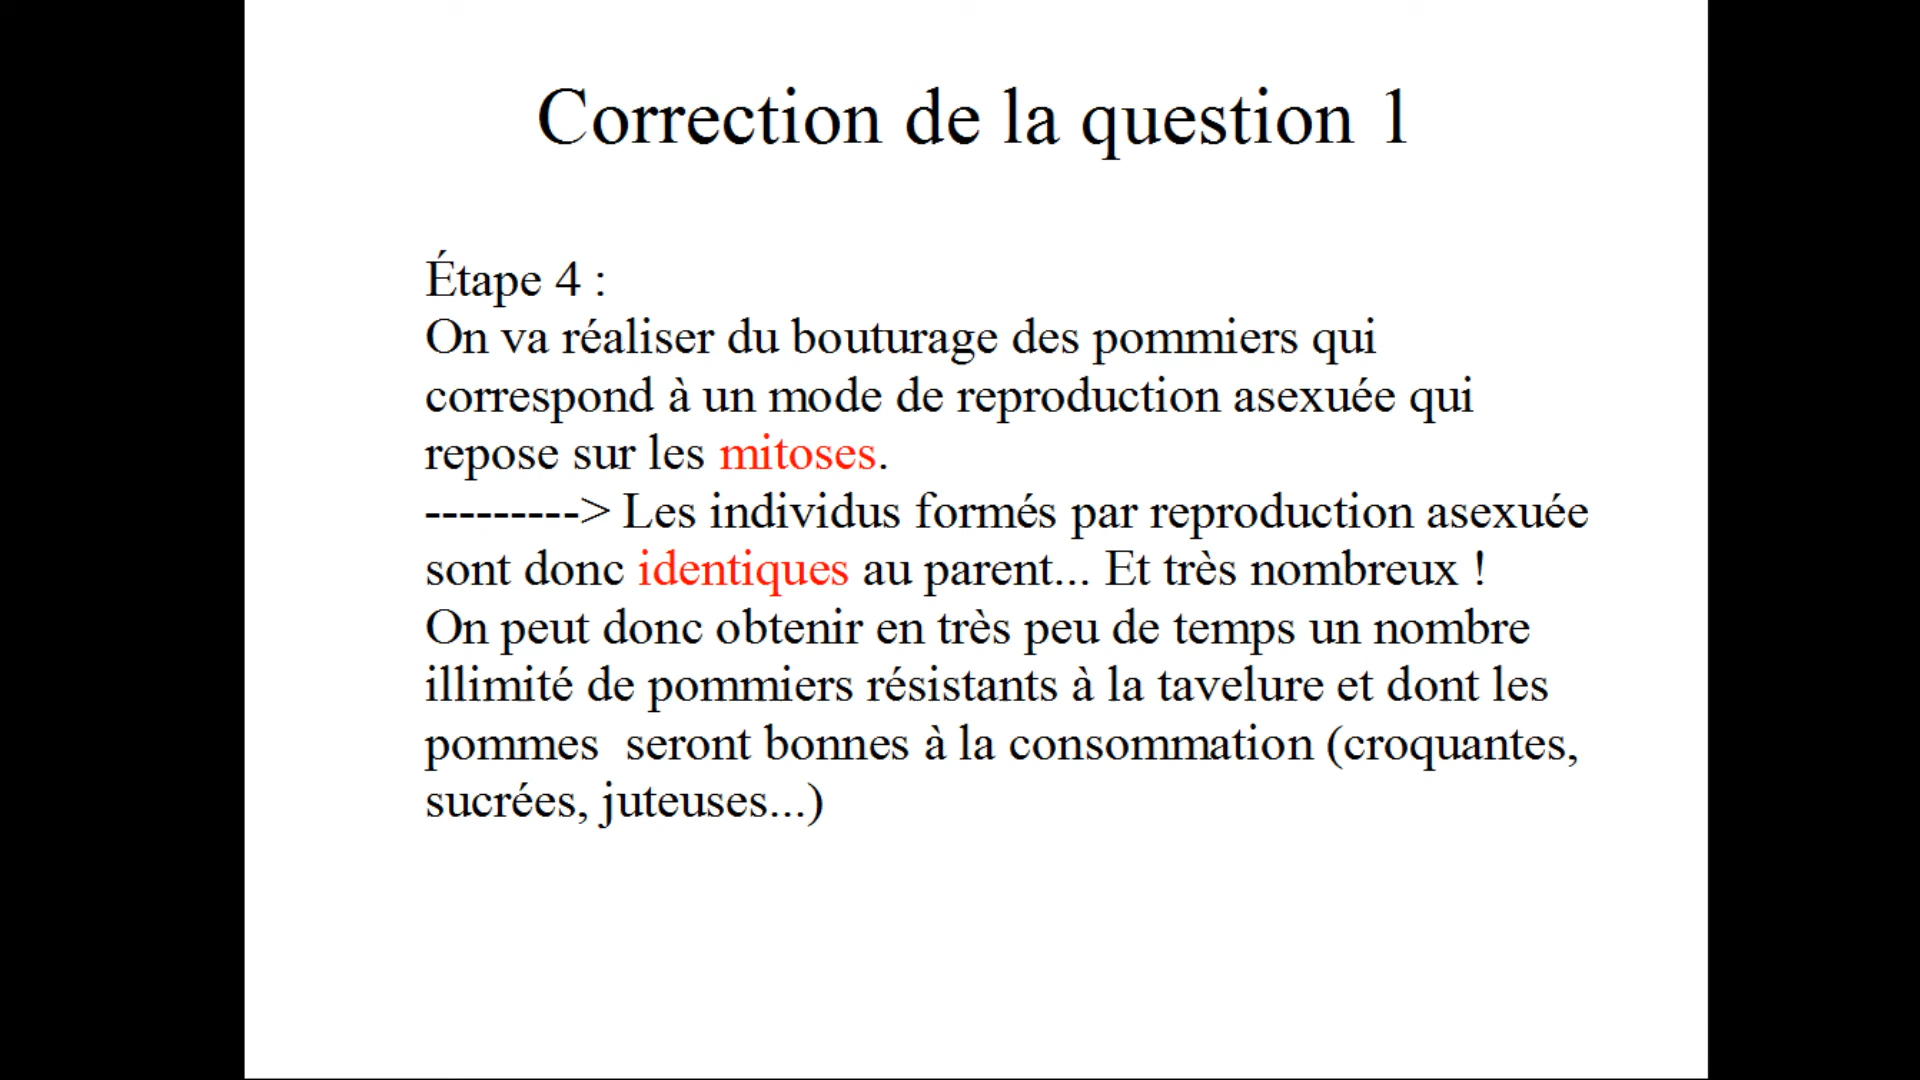 Correction de la question 1
Étape 4 :
On va réaliser du bouturage des pommiers qui
correspond à un mode de reproduction asexuée qui
repose sur les mitoses.
---------> Les individus formés par reproduction asexuée
sont donc identiques au parent... Et très nombreux !
On peut donc obtenir en très peu de temps un nombre
illimité de pommiers résistants à la tavelure et dont les
pommes  seront bonnes à la consommation (croquantes,
sucrées, juteuses...)